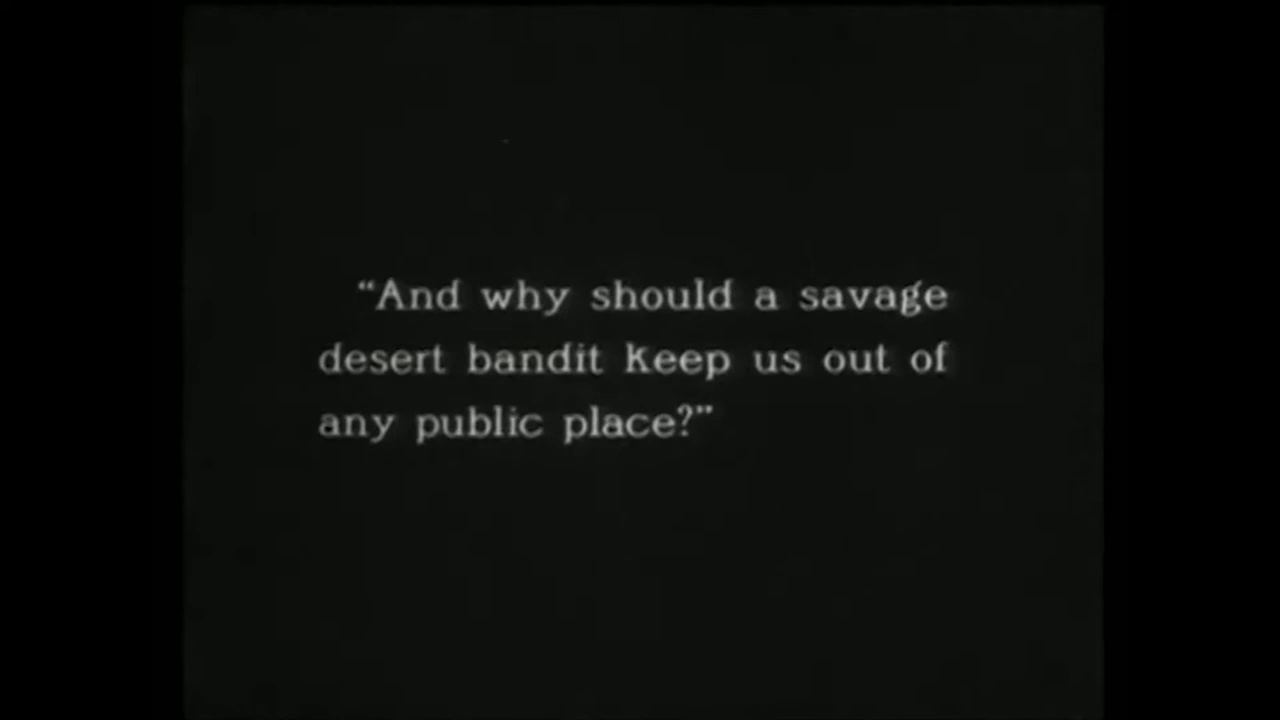 “And why should a savage
desert bandit keep us out of
any public place?”